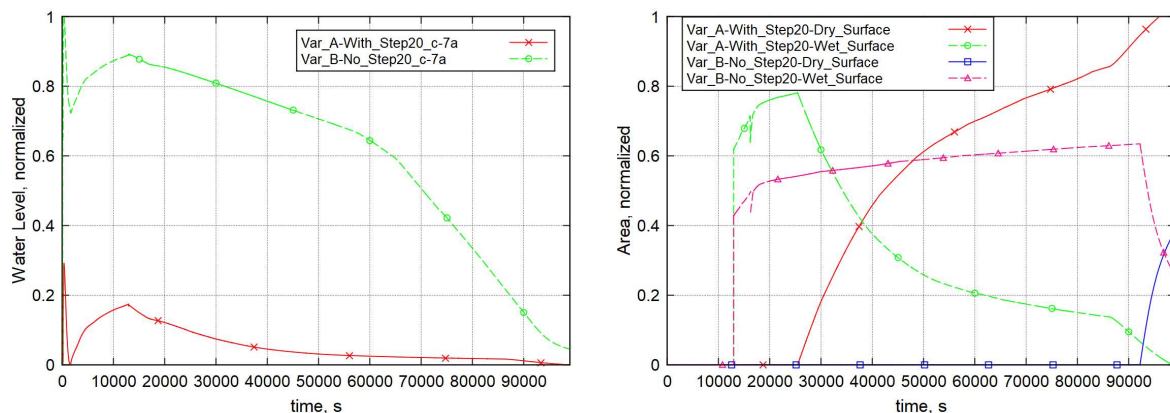 Var_A-With_Step20_c-7a
Var_B-No_Step20_c-7a
Water Level, normalized
1
0.8
0.6
0.4
0.2
0
0 10000 20000 30000 40000 50000 60000 70000 80000 90000
time, s
Var_A-With_Step20-Dry_Surface
Var_A-With_Step20-Wet_Surface
Var_B-No_Step20-Dry_Surface
Var_B-No_Step20-Wet_Surface
Area, normalized
1
0.8
0.6
0.4
0.2
0
0 10000 20000 30000 40000 50000 60000 70000 80000 90000
time, s